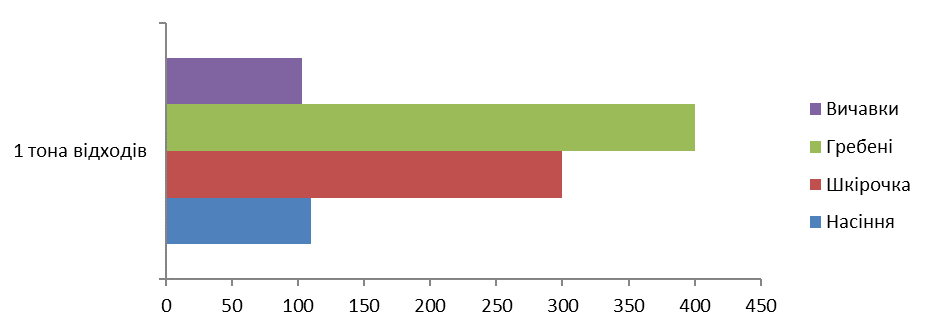 1 тона відходів
Вичавки
Гребені
Шкірочка
Насіння
0 50 100 150 200 250 300 350 400 450